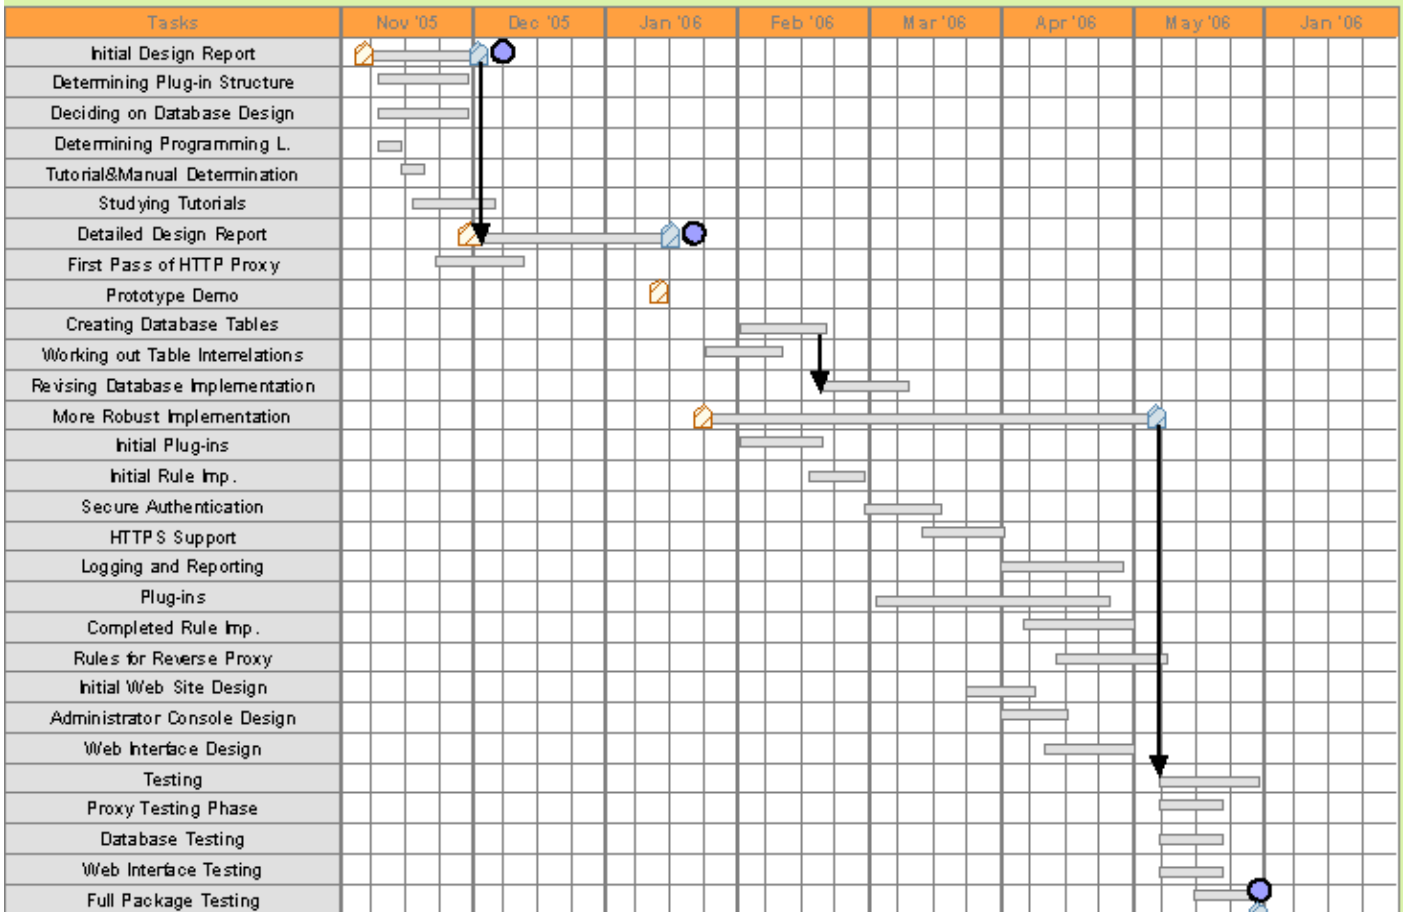 Tasks Nov '05 Dec '05 Jan '06 Feb '06 Mar '06 Apr '06 May '06 Jan '06
Initial Design Report
Determining Plug-in Structure
Deciding on Database Design
Determining Programming L.
Tutorial&Manual Determination
Studying Tutorials
Detailed Design Report
First Pass of HTTP Proxy
Prototype Demo
Creating Database Tables
Working out Table Interrelations
Revising Database Implementation
More Robust Implementation
Initial Plug-ins
Initial Rule Imp.
Secure Authentication
HTTPS Support
Logging and Reporting
Plug-ins
Completed Rule Imp.
Rules for Reverse Proxy
Initial Web Site Design
Administrator Console Design
Web Interface Design
Testing
Proxy Testing Phase
Database Testing
Web Interface Testing
Full Package Testing